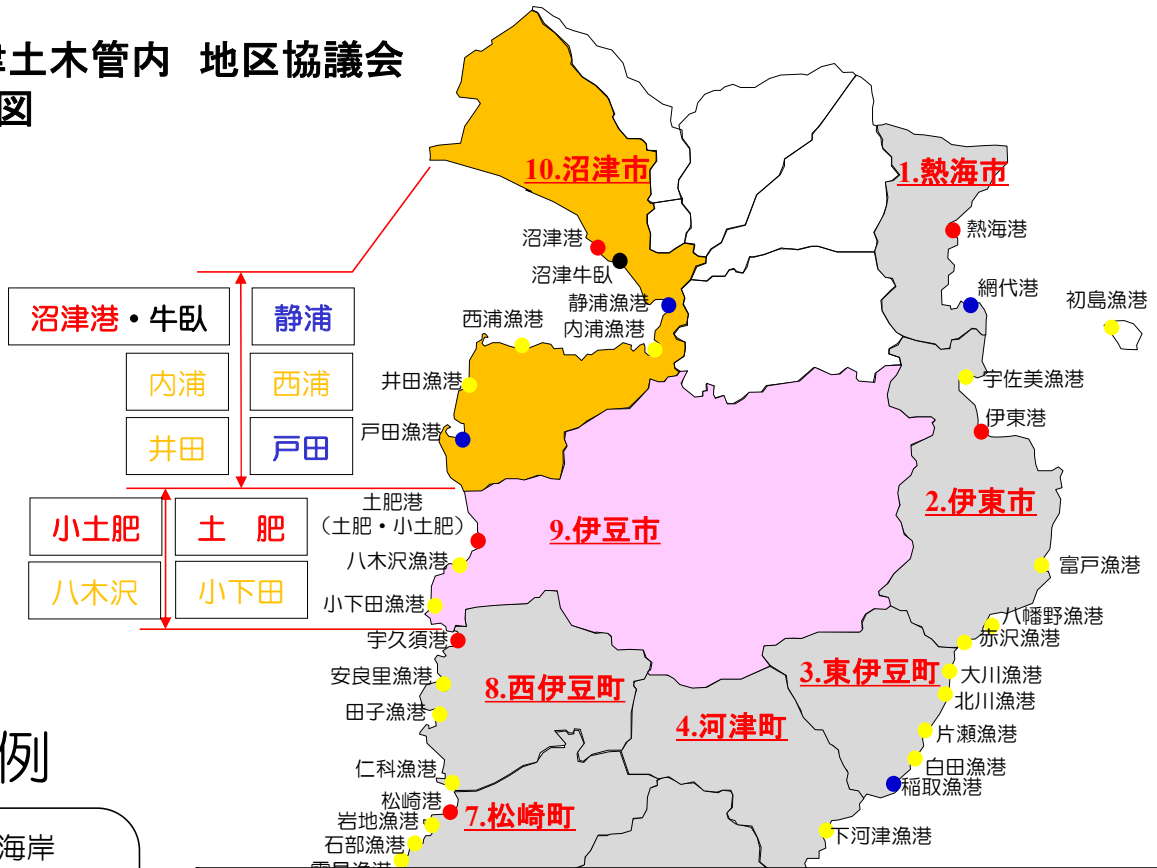 津土木管内 地区協議会
図
10.沼津市
1.熱海市
沼津港
熱海港
沼津牛臥
網代港
静浦漁港
初島漁港
沼津港・牛臥
静浦
西浦漁港
内浦漁港
内浦
西浦
井田漁港
宇佐美漁港
伊東港
井田
戸田
戸田漁港
土肥港
(土肥・小土肥)
2.伊東市
9.伊豆市
小土肥
土 肥
八木沢漁港
富戸漁港
八木沢
小下田
小下田漁港
八幡野漁港
宇久須港
赤沢漁港
安良里漁港
8.西伊豆町
3.東伊豆町
大川漁港
北川漁港
田子漁港
4.河津町
片瀬漁港
例
仁科漁港
白田漁港
稲取漁港
松崎港
7.松崎町
岩地漁港
下河津漁港
石部漁港
海岸